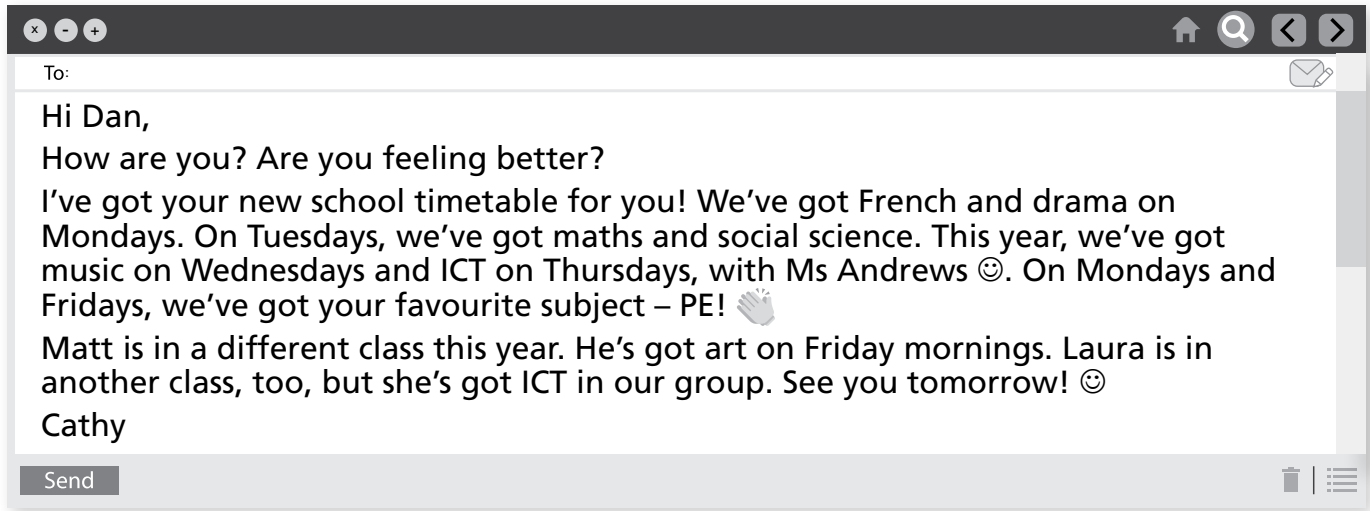 To:
Hi Dan,
How are you? Are you feeling better?
I’ve got your new school timetable for you! We’ve got French and drama on
Mondays. On Tuesdays, we’ve got maths and social science. This year, we’ve got
music on Wednesdays and ICT on Thursdays, with Ms Andrews ☺. On Mondays and
Fridays, we’ve got your favourite subject – PE! 👏
Matt is in a different class this year. He’s got art on Friday mornings. Laura is in
another class, too, but she’s got ICT in our group. See you tomorrow! ☺
Cathy
Send